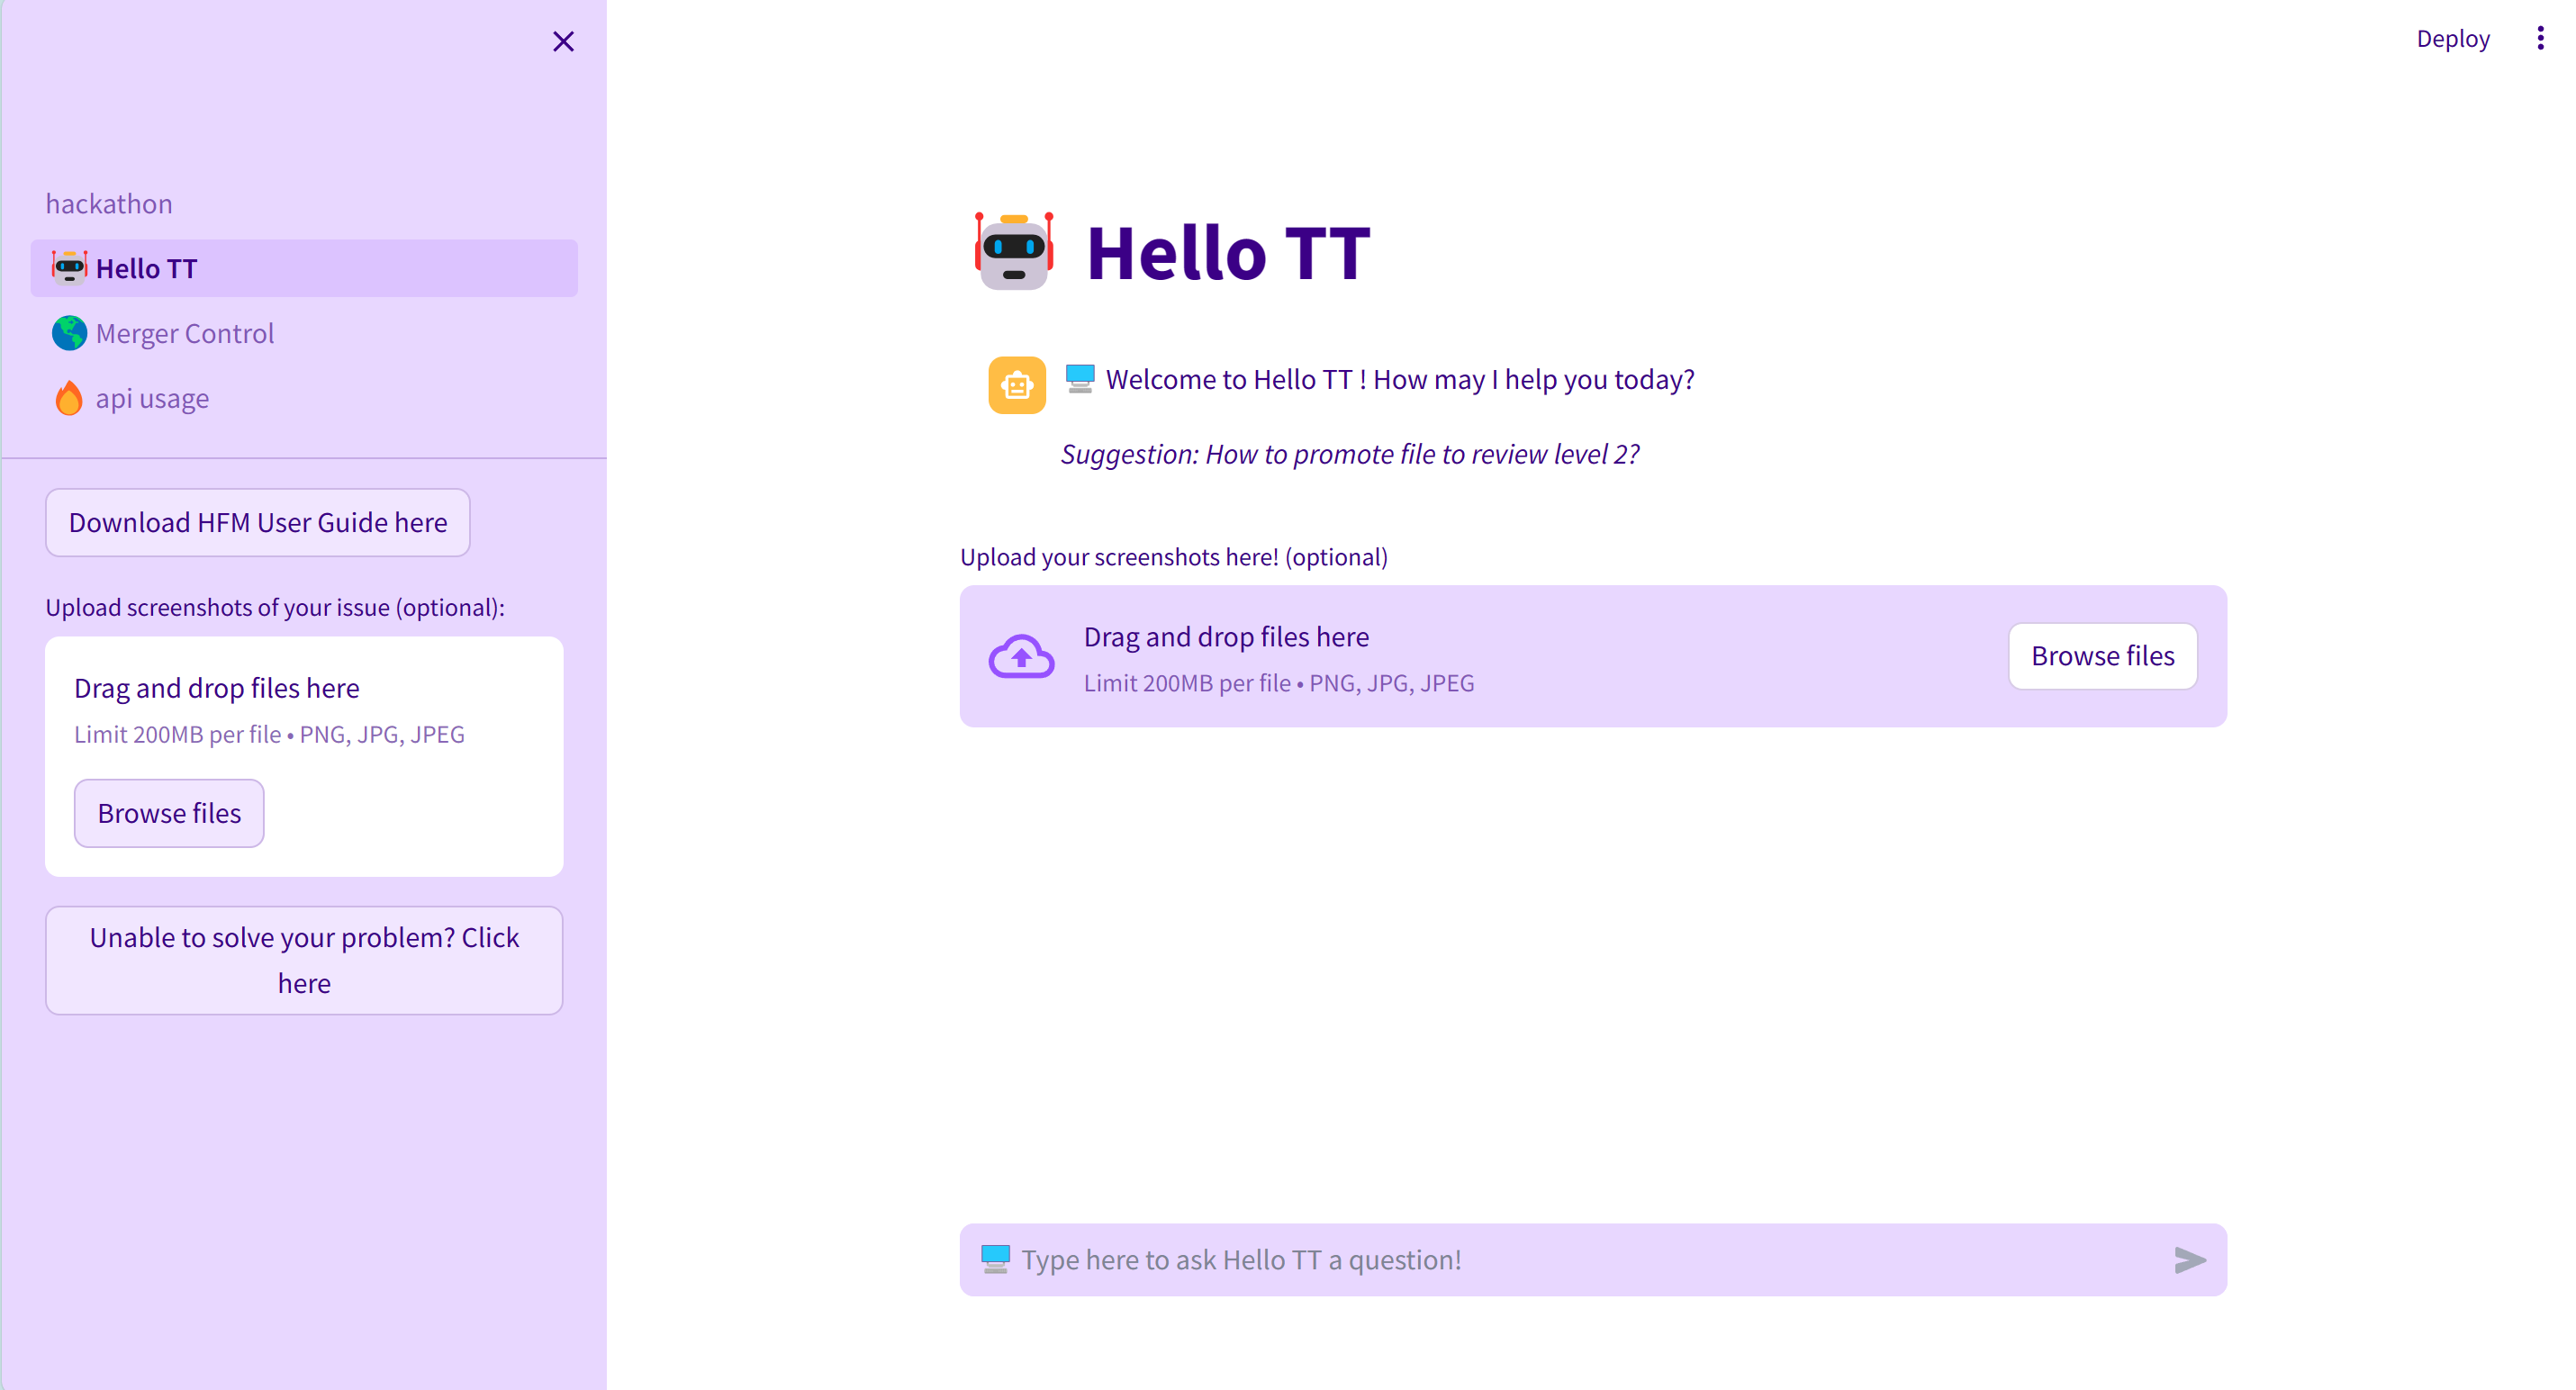 hackathon
Hello TT
Merger Control
api usage
Download HFM User Guide here
Upload screenshots of your issue (optional):
Drag and drop files here
Limit 200MB per file • PNG, JPG, JPEG
Browse files
Unable to solve your problem? Click
here
Deploy
Hello TT
Welcome to Hello TT ! How may I help you today?
Suggestion: How to promote file to review level 2?
Upload your screenshots here! (optional)
Drag and drop files here
Limit 200MB per file • PNG, JPG, JPEG
Browse files
Type here to ask Hello TT a question!